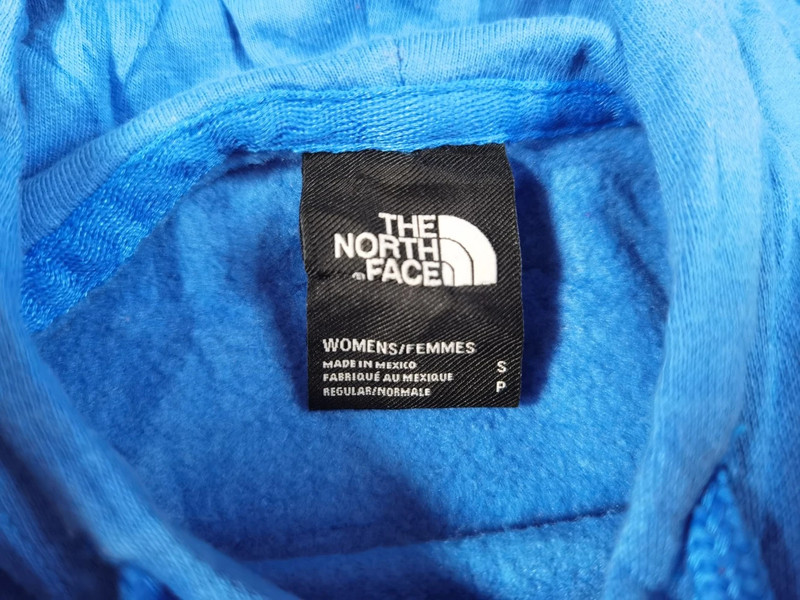 THE
NORTH
FACE
WOMENS/FEMMES
MADE IN MEXICO
FABRIQUÉ AU MEXIQUE
REGULAR/NORMALE
S
P